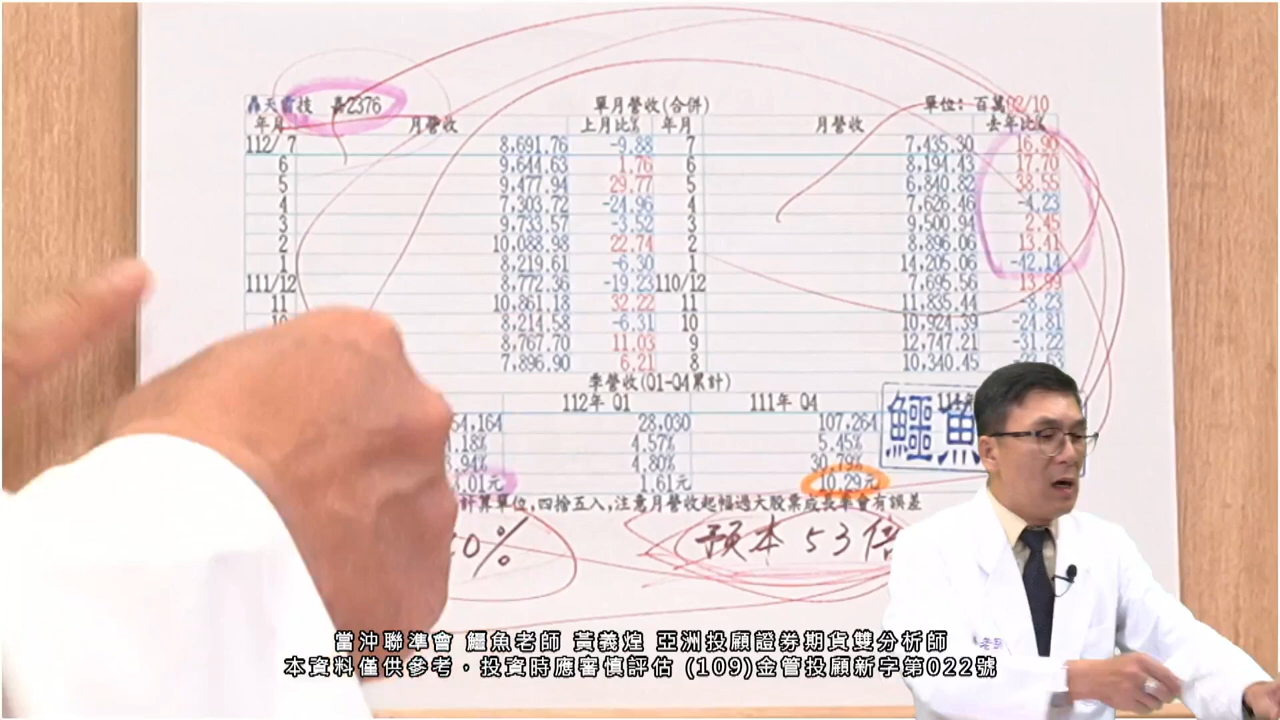 2376 單月營收(合併) 單位: 百萬 02/10
年月 月營收 上月比% 年月 月營收 去年比%
112/ 7 8,691.76 -9.88 7 7,435.30 16.90
6 9,644.63 1.76 6 8,194.43 17.70
5 9,477.94 29.77 5 6,840.82 38.55
4 7,303.72 -24.96 4 7,626.46 -4.23
3 9,733.57 -3.52 3 9,500.94 2.45
2 10,088.98 22.74 2 8,896.06 13.41
1 8,219.61 -6.30 1 14,205.06 -42.14
111/12 8,772.36 -19.23 110/12 7,695.56 13.99
11 10,861.18 32.22 11 11,835.44 -8.23
10 8,214.58 -6.31 10 10,924.39 -24.81
8,767.70 11.03 9 12,747.21 -31.22
7,896.90 6.21 8 10,340.45
季營收(Q1-Q4累計)
112年 Q1 111年 Q4
54,164 28,030 107,264
.18% 4.57% 5.45%
.94% 4.80% 30.79%
.01元 1.61元 10.29元
計算單位,四捨五入,注意月營收起幅過大股票成長率會有誤差
鱷魚
0% 預本 53倍
當沖聯準會 鱷魚老師 黃義煌 亞洲投顧證券期貨雙分析師
本資料僅供參考，投資時應審慎評估 (109)金管投顧新字第022號